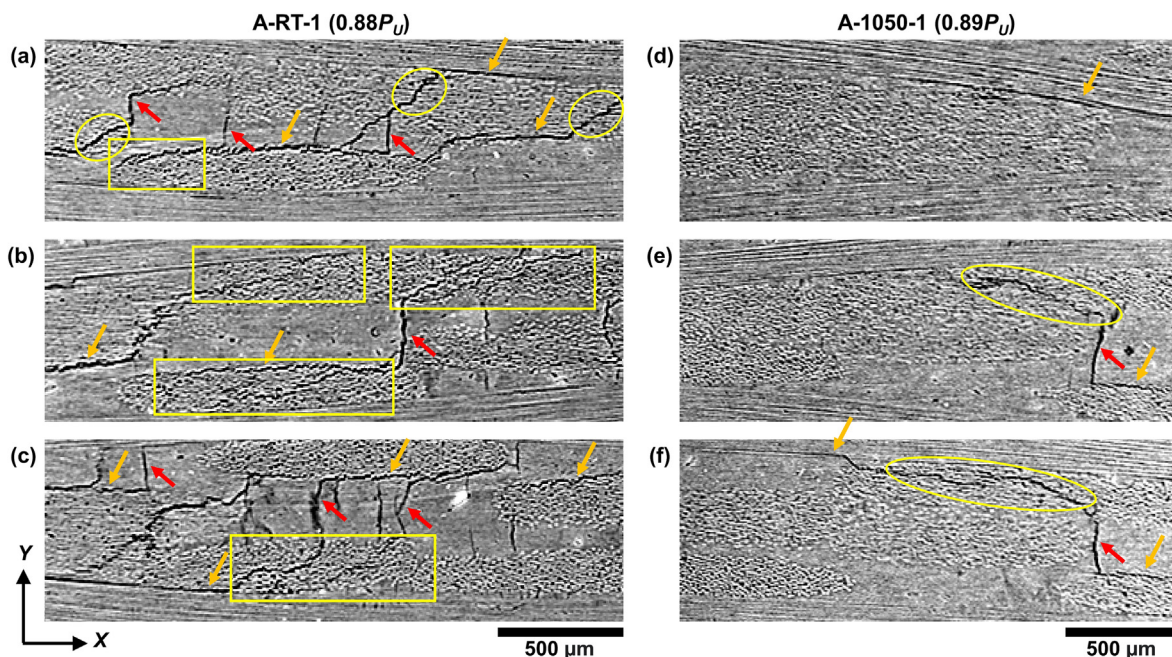 A-RT-1 (0.88P_U) A-1050-1 (0.89P_U)
(a) (d)
(b) (e)
(c) (f)
Y
X
500 μm 500 μm